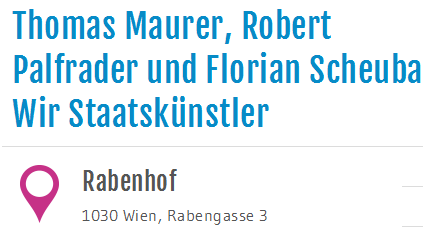 Thomas Maurer, Robert
Palfrader und Florian Scheuba
Wir Staatskünstler
Rabenhof
1030 Wien, Rabengasse 3